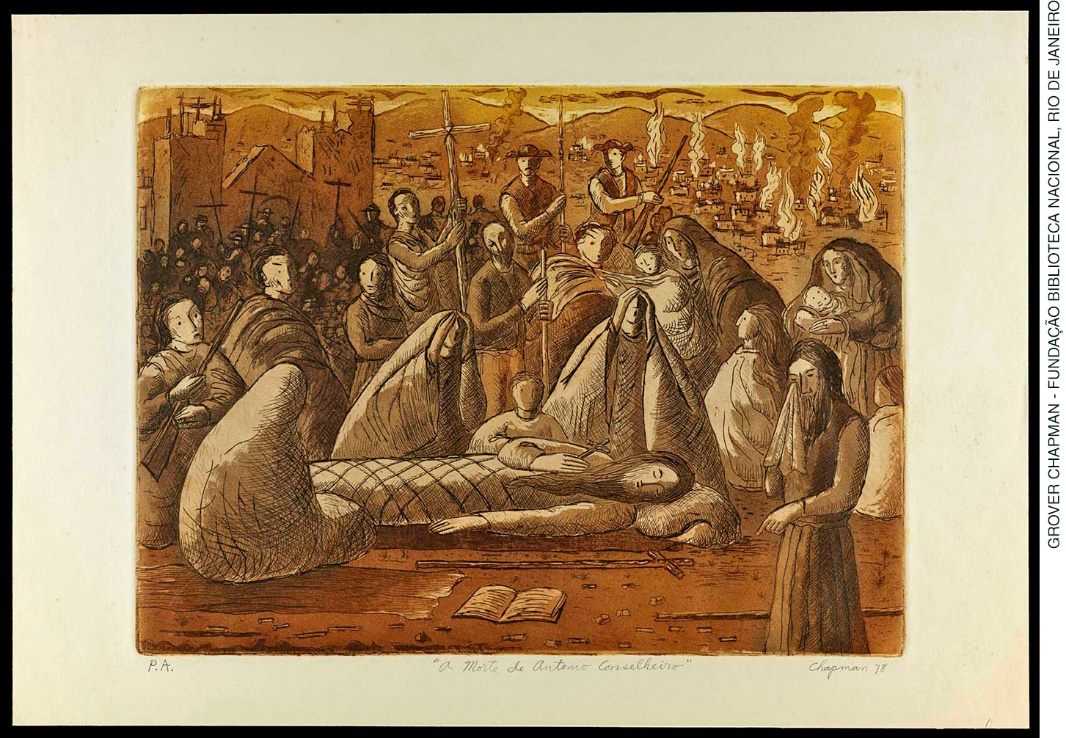 P.A.
"A Morte de Antonio Conselheiro"
Chapman 78
GROVER CHAPMAN - FUNDAÇÃO BIBLIOTECA NACIONAL, RIO DE JANEIRO